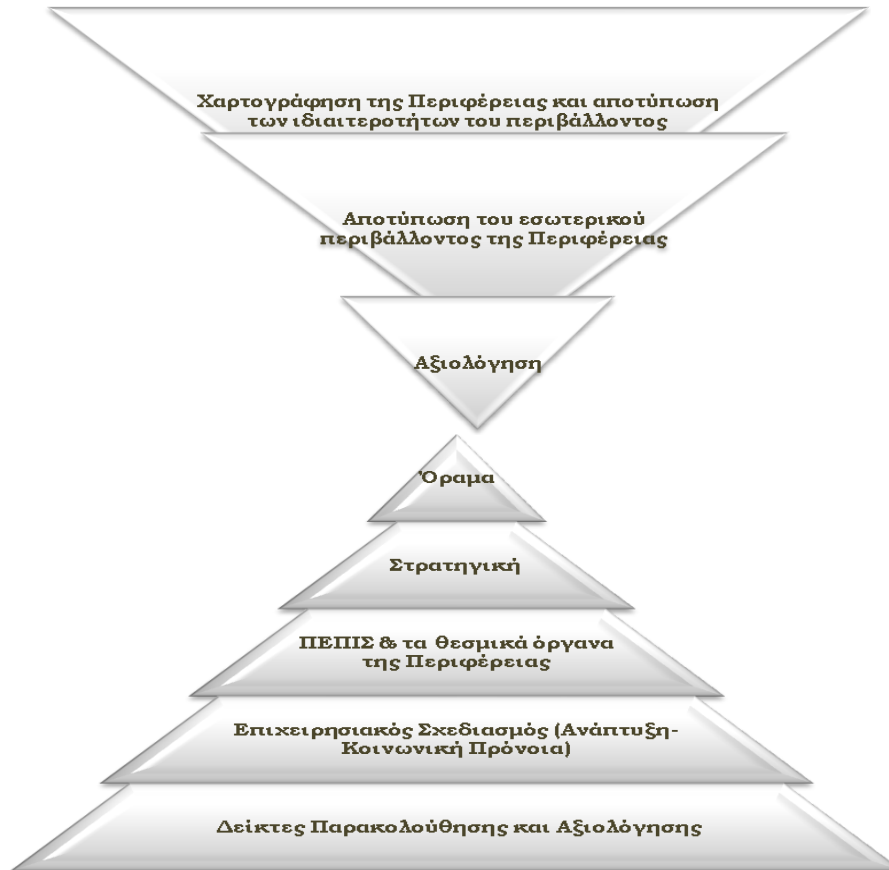 Χαρτογράφηση της Περιφέρειας και αποτύπωση
των ιδιαιτεροτήτων του περιβάλλοντος
Αποτύπωση του εσωτερικού
περιβάλλοντος της Περιφέρειας
Αξιολόγηση
Όραμα
Στρατηγική
ΠΕΠΙΣ & τα θεσμικά όργανα
της Περιφέρειας
Επιχειρησιακός Σχεδιασμός (Ανάπτυξη-
Κοινωνική Πρόνοια)
Δείκτες Παρακολούθησης και Αξιολόγησης